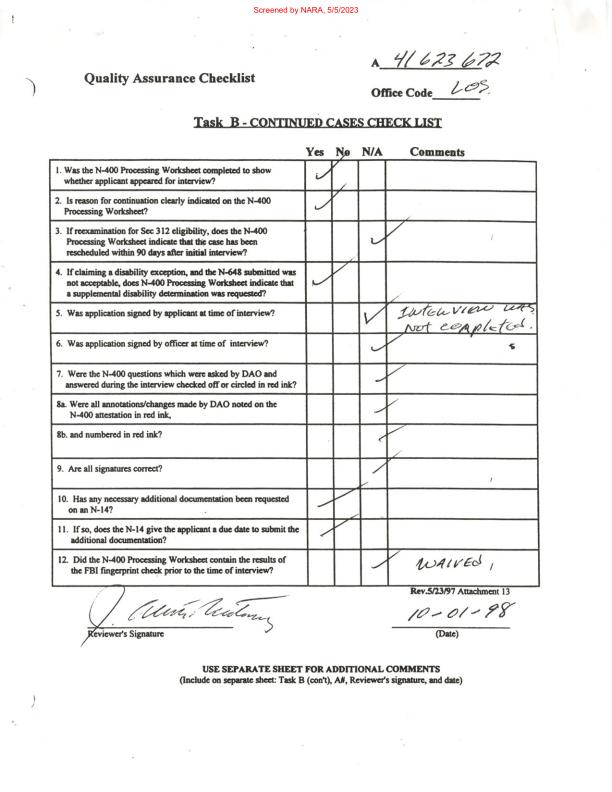 Screened by NARA, 5/5/2023
A 41 623 672
Quality Assurance Checklist
Office Code LOS.
Task B - CONTINUED CASES CHECK LIST
Yes No N/A Comments
1. Was the N-400 Processing Worksheet completed to show
whether applicant appeared for interview?
2. Is reason for continuation clearly indicated on the N-400
Processing Worksheet?
3. If reexamination for Sec 312 eligibility, does the N-400
Processing Worksheet indicate that the case has been
rescheduled within 90 days after initial interview?
4. If claiming a disability exception, and the N-648 submitted was
not acceptable, does N-400 Processing Worksheet indicate that
a supplemental disability determination was requested?
5. Was application signed by applicant at time of interview?
Interview was
not completed.
6. Was application signed by officer at time of interview?
7. Were the N-400 questions which were asked by DAO and
answered during the interview checked off or circled in red ink?
8a. Were all annotations/changes made by DAO noted on the
N-400 attestation in red ink,
8b. and numbered in red ink?
9. Are all signatures correct?
10. Has any necessary additional documentation been requested
on an N-14?
11. If so, does the N-14 give the applicant a due date to submit the
additional documentation?
12. Did the N-400 Processing Worksheet contain the results of
the FBI fingerprint check prior to the time of interview?
WAIVED,
Rev.5/23/97 Attachment 13
10-01-98
Reviewer's Signature
(Date)
USE SEPARATE SHEET FOR ADDITIONAL COMMENTS
(Include on separate sheet: Task B (con't), A#, Reviewer's signature, and date)